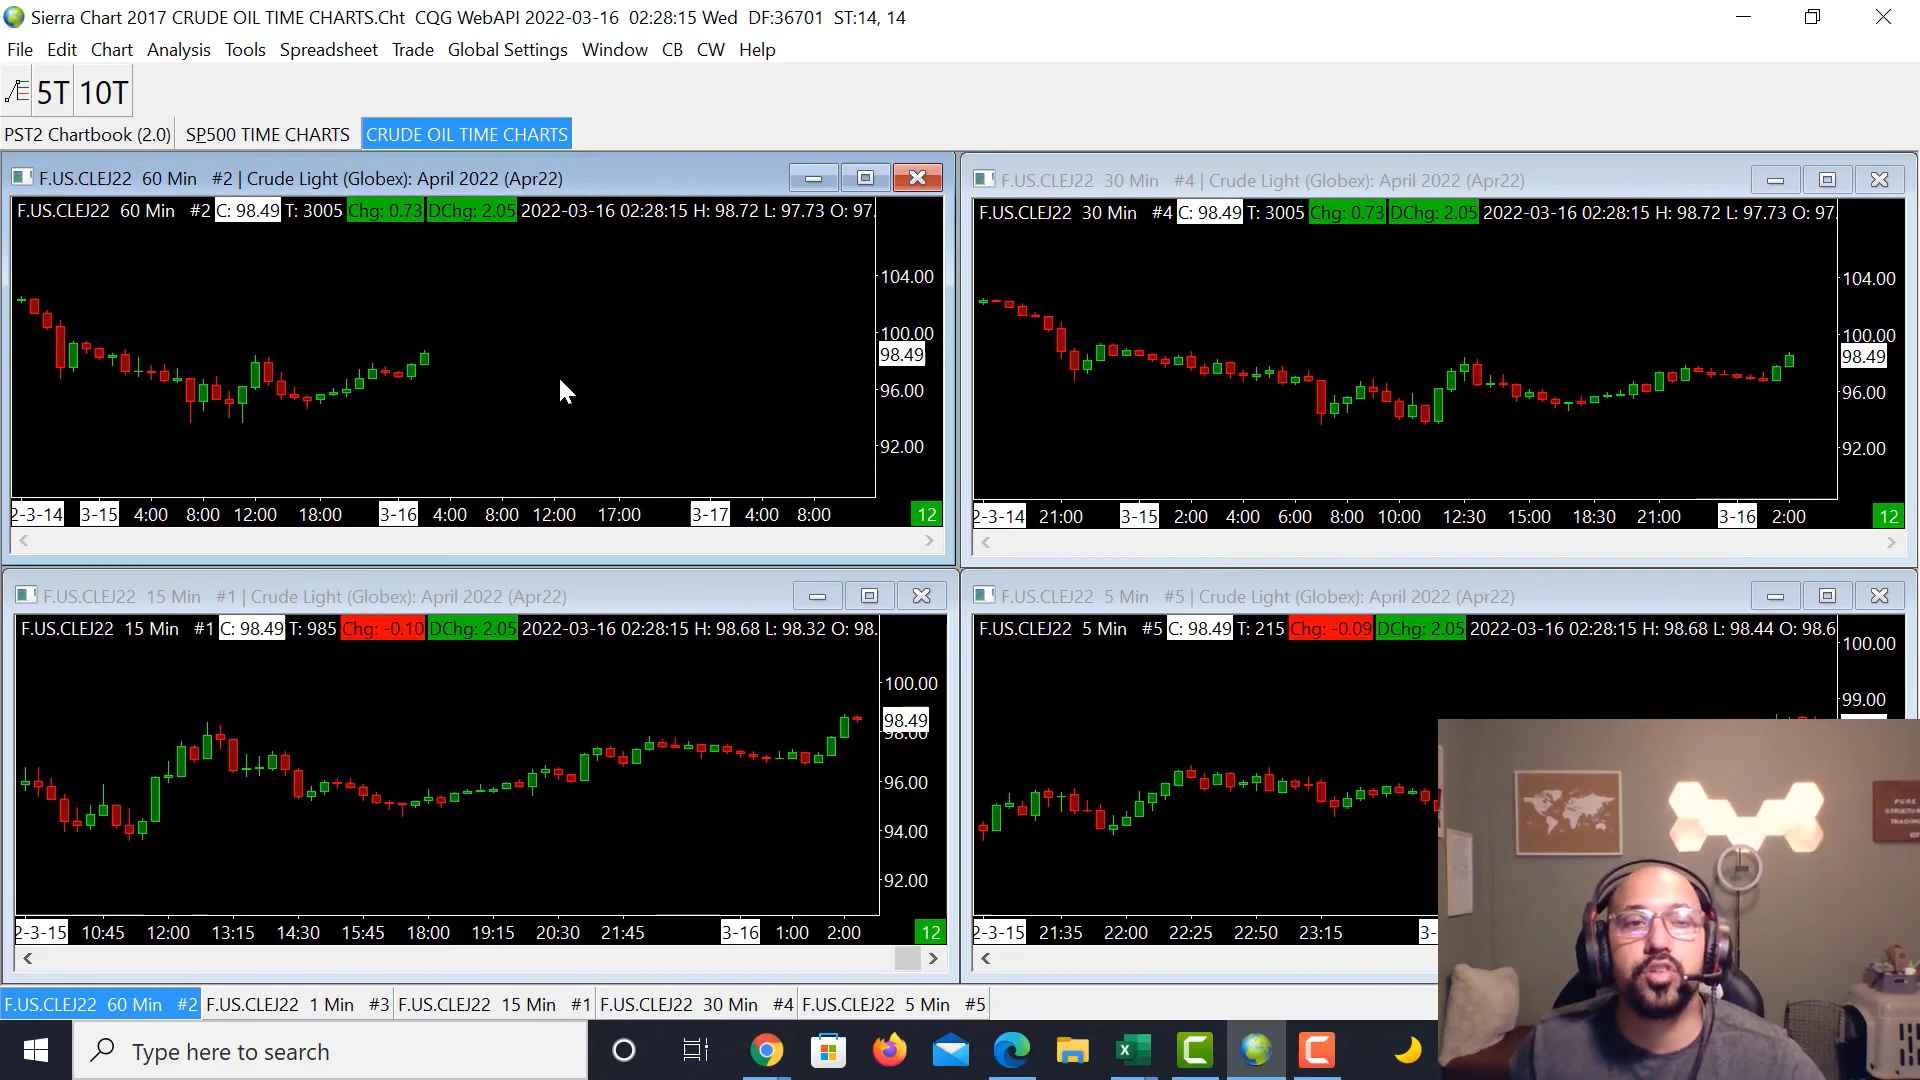 Sierra Chart 2017 CRUDE OIL TIME CHARTS.Cht CQG WebAPI 2022-03-16 02:28:15 Wed DF:36701 ST:14, 14
File Edit Chart Analysis Tools Spreadsheet Trade Global Settings Window CB CW Help
5T 10T
PST2 Chartbook (2.0) SP500 TIME CHARTS CRUDE OIL TIME CHARTS
F.US.CLEJ22 60 Min #2 | Crude Light (Globex): April 2022 (Apr22)
F.US.CLEJ22 60 Min #2 C: 98.49 T: 3005 Chg: 0.73 DChg: 2.05 2022-03-16 02:28:15 H: 98.72 L: 97.73 O: 97.
104.00
100.00
98.49
96.00
92.00
2-3-14 3-15 4:00 8:00 12:00 18:00 3-16 4:00 8:00 12:00 17:00 3-17 4:00 8:00 12
F.US.CLEJ22 30 Min #4 | Crude Light (Globex): April 2022 (Apr22)
F.US.CLEJ22 30 Min #4 C: 98.49 T: 3005 Chg: 0.73 DChg: 2.05 2022-03-16 02:28:15 H: 98.72 L: 97.73 O: 97.
104.00
100.00
98.49
96.00
92.00
2-3-14 21:00 3-15 2:00 4:00 6:00 8:00 10:00 12:30 15:00 18:30 21:00 3-16 2:00 12
F.US.CLEJ22 15 Min #1 | Crude Light (Globex): April 2022 (Apr22)
F.US.CLEJ22 15 Min #1 C: 98.49 T: 985 Chg: -0.10 DChg: 2.05 2022-03-16 02:28:15 H: 98.68 L: 98.32 O: 98.
100.00
98.49
98.00
96.00
94.00
92.00
2-3-15 10:45 12:00 13:15 14:30 15:45 18:00 19:15 20:30 21:45 3-16 1:00 2:00 12
F.US.CLEJ22 5 Min #5 | Crude Light (Globex): April 2022 (Apr22)
F.US.CLEJ22 5 Min #5 C: 98.49 T: 215 Chg: -0.09 DChg: 2.05 2022-03-16 02:28:15 H: 98.68 L: 98.44 O: 98.6
100.00
99.00
2-3-15 21:35 22:00 22:25 22:50 23:15 3-
PURE
STRUCTUR
TRADING
F.US.CLEJ22 60 Min #2 F.US.CLEJ22 1 Min #3 F.US.CLEJ22 15 Min #1 F.US.CLEJ22 30 Min #4 F.US.CLEJ22 5 Min #5
Type here to search